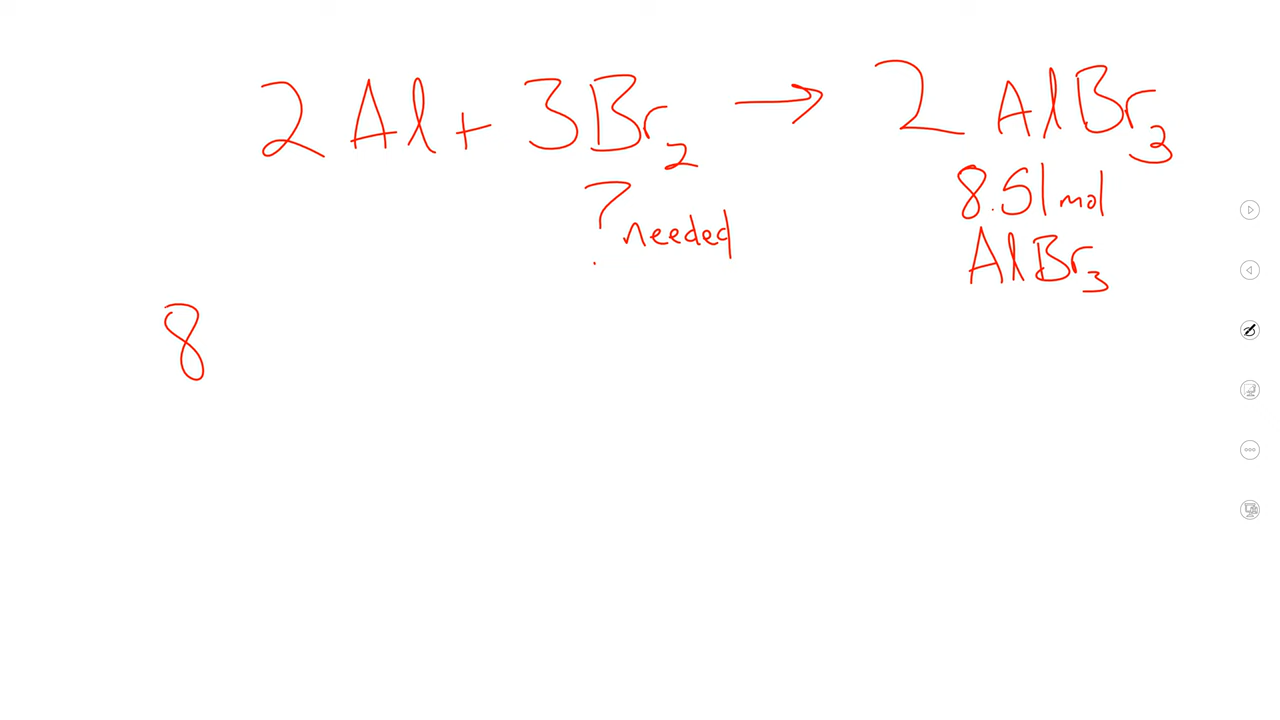 2 Al + 3 Br₂ → 2 AlBr₃
? needed
8.51 mol
AlBr₃
8